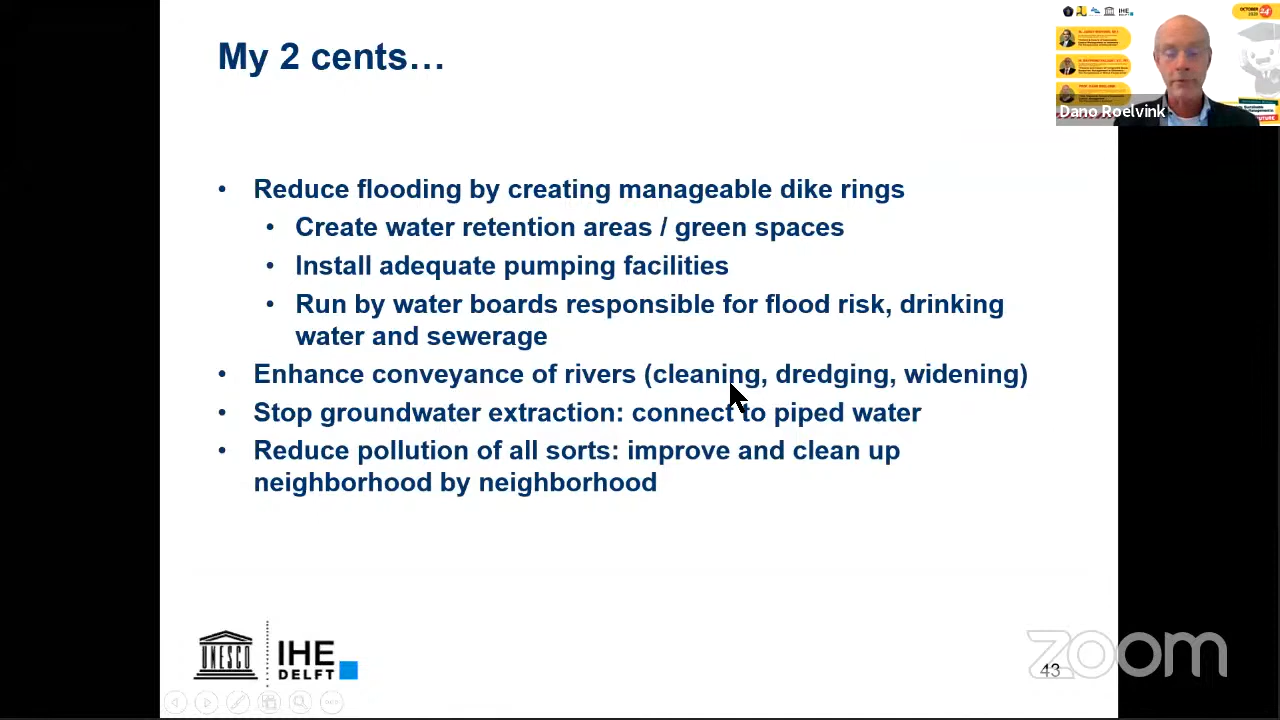 My 2 cents…
• Reduce flooding by creating manageable dike rings
• Create water retention areas / green spaces
• Install adequate pumping facilities
• Run by water boards responsible for flood risk, drinking
water and sewerage
• Enhance conveyance of rivers (cleaning, dredging, widening)
• Stop groundwater extraction: connect to piped water
• Reduce pollution of all sorts: improve and clean up
neighborhood by neighborhood
UNESCO
IHE
DELFT
43
zoom
IHE
OCTOBER
24
Dano Roelvink